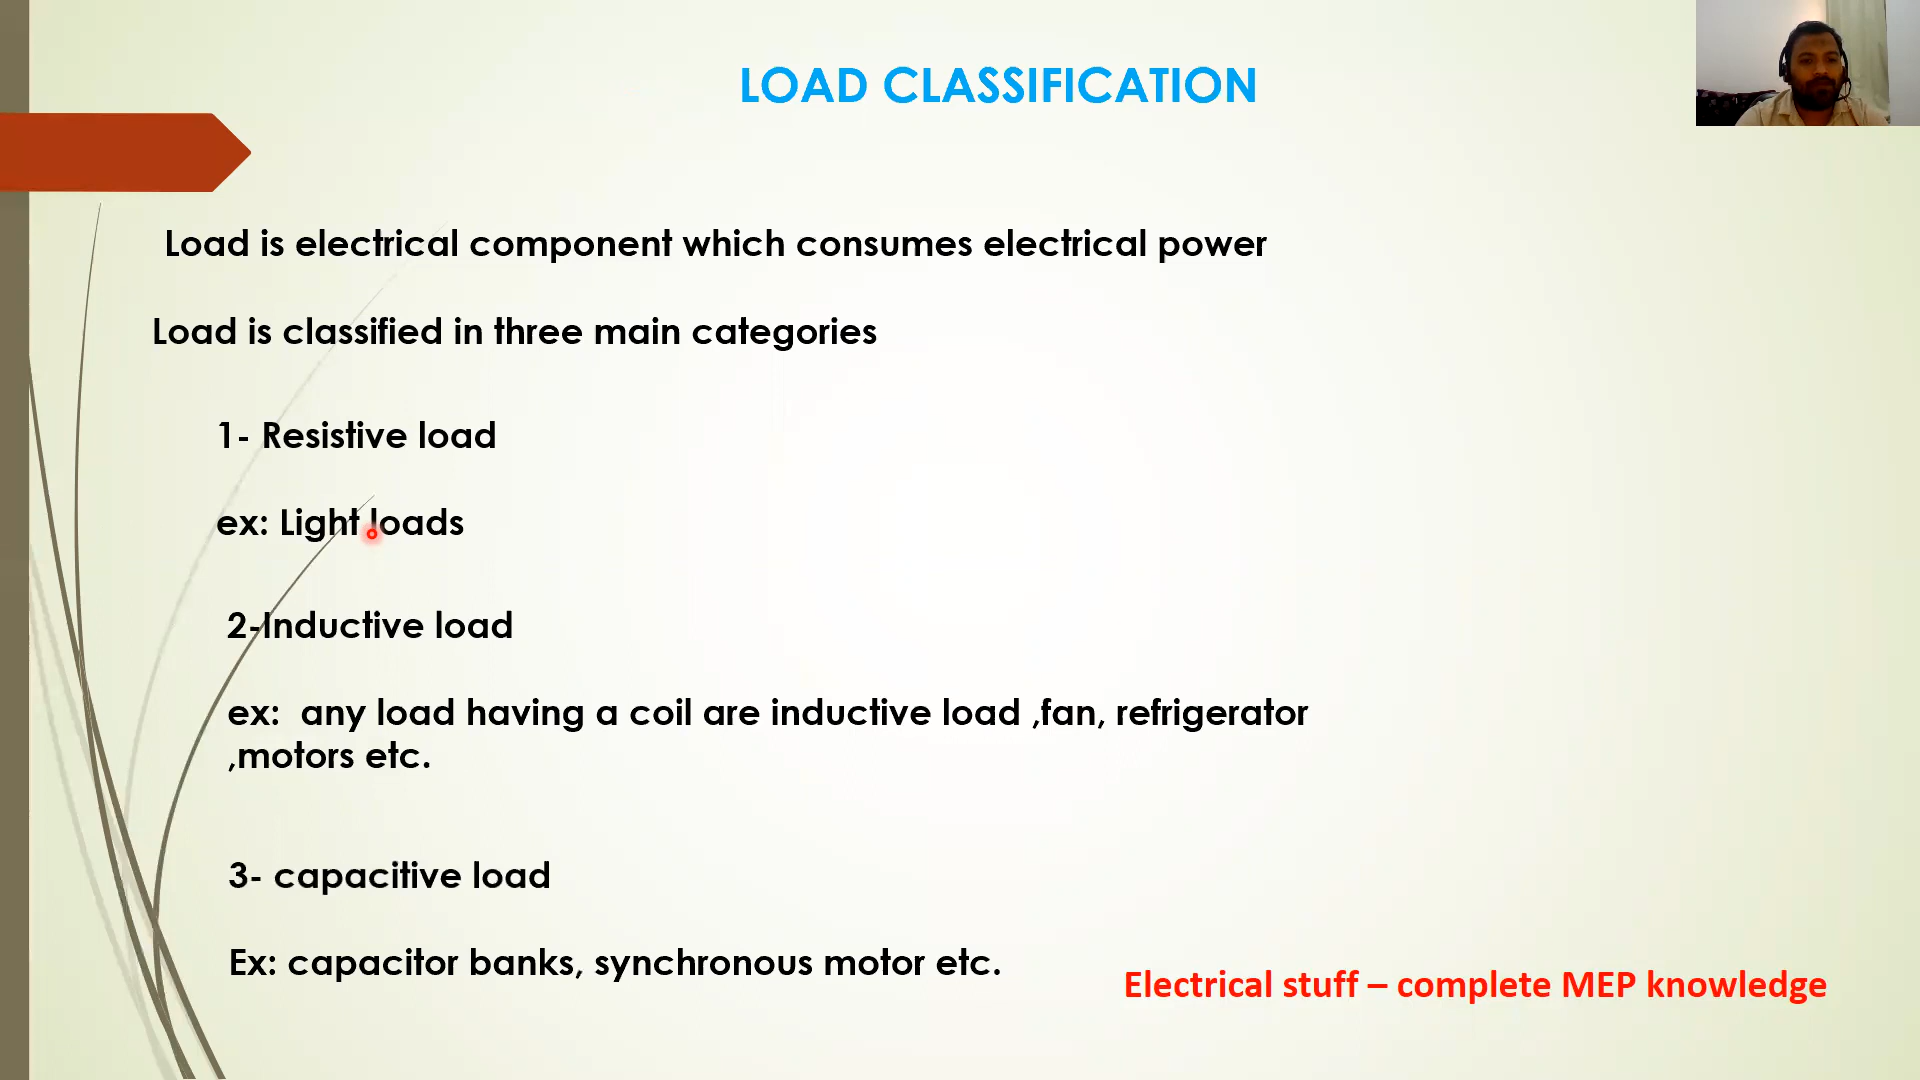 LOAD CLASSIFICATION
Load is electrical component which consumes electrical power
Load is classified in three main categories
1- Resistive load
ex: Light loads
2-Inductive load
ex:  any load having a coil are inductive load ,fan, refrigerator
,motors etc.
3- capacitive load
Ex: capacitor banks, synchronous motor etc.
Electrical stuff – complete MEP knowledge